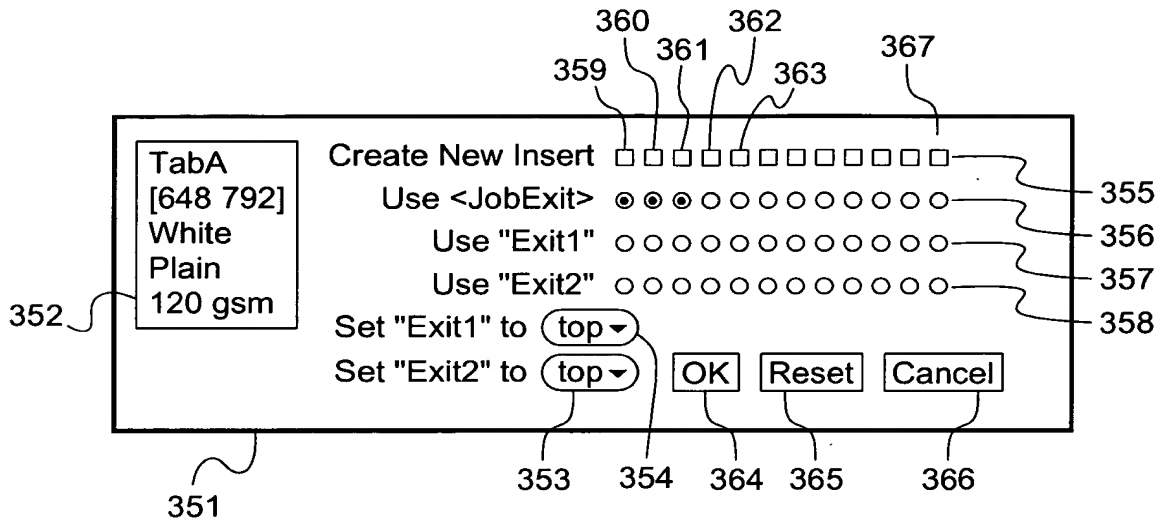 360
362
361
367
359
363
TabA
[648 792]
White
Plain
120 gsm
Create New Insert
Use <JobExit>
Use "Exit1"
Use "Exit2"
Set "Exit1" to top
Set "Exit2" to top
OK Reset Cancel
355
356
357
358
352
351
353
354
364
365
366